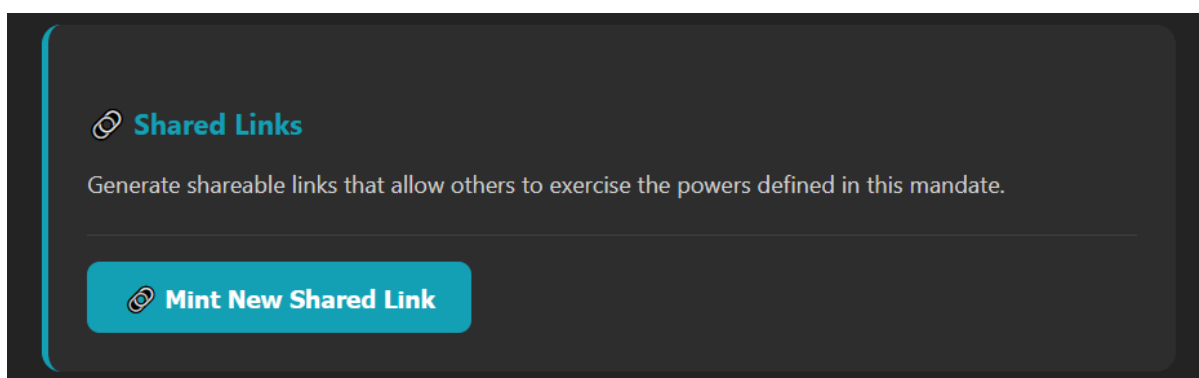 Shared Links
Generate shareable links that allow others to exercise the powers defined in this mandate.
Mint New Shared Link